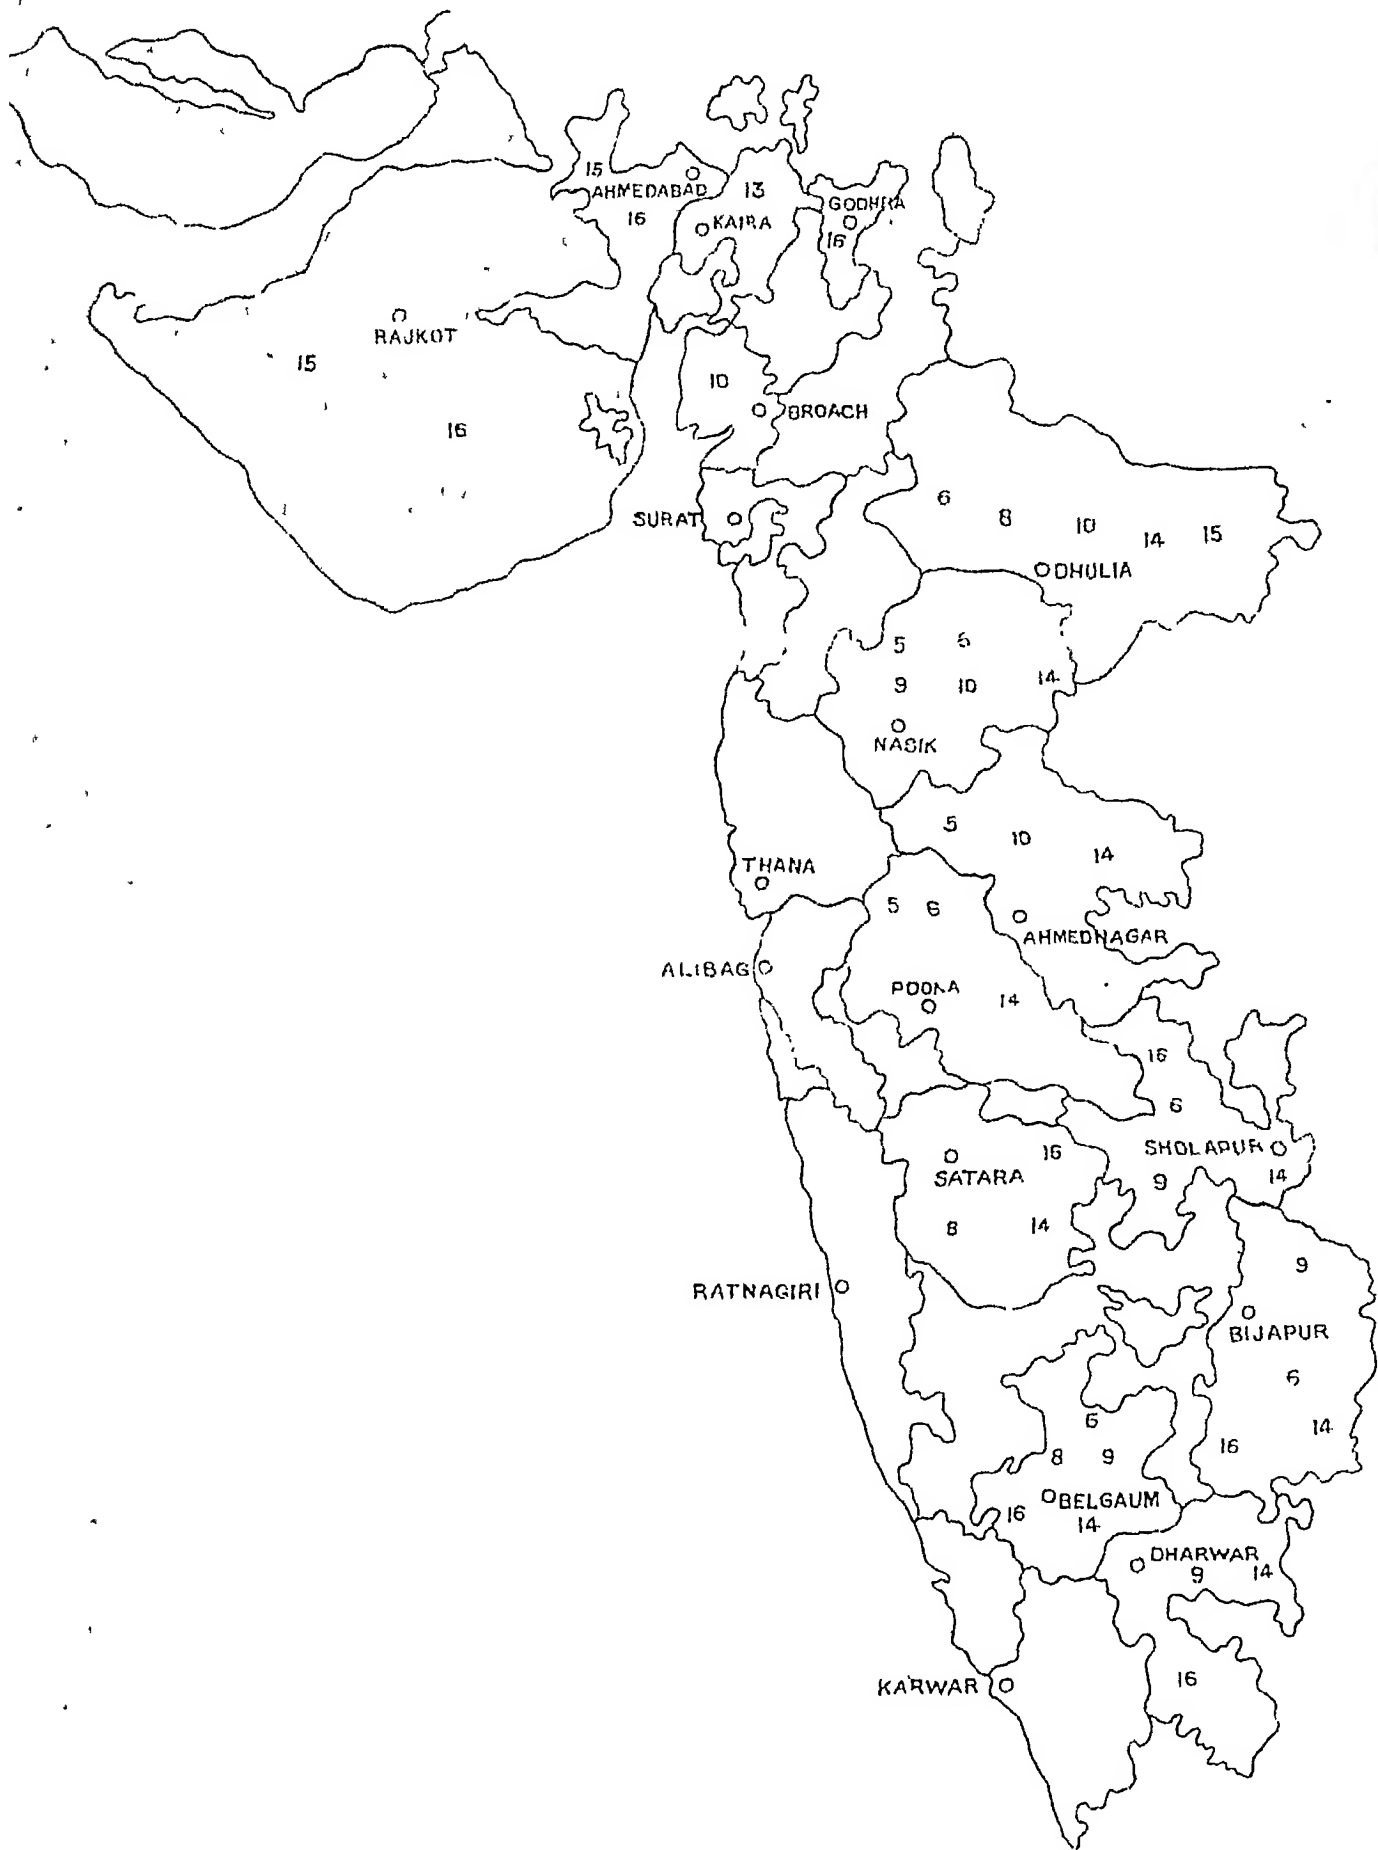 15
AHMEDABAD
13
GODHRA
16
KAIRA
16
RAJKOT
15
10
BROACH
16
6
8
10
14
15
SURAT
DHULIA
5
6
9
10
14
NASIK
5
10
14
THANA
5
6
AHMEDNAGAR
ALIBAG
POONA
14
16
6
SHOLAPUR
16
SATARA
9
14
8
14
9
RATNAGIRI
BIJAPUR
6
6
14
16
8
9
BELGAUM
16
14
DHARWAR
9
14
KARWAR
16